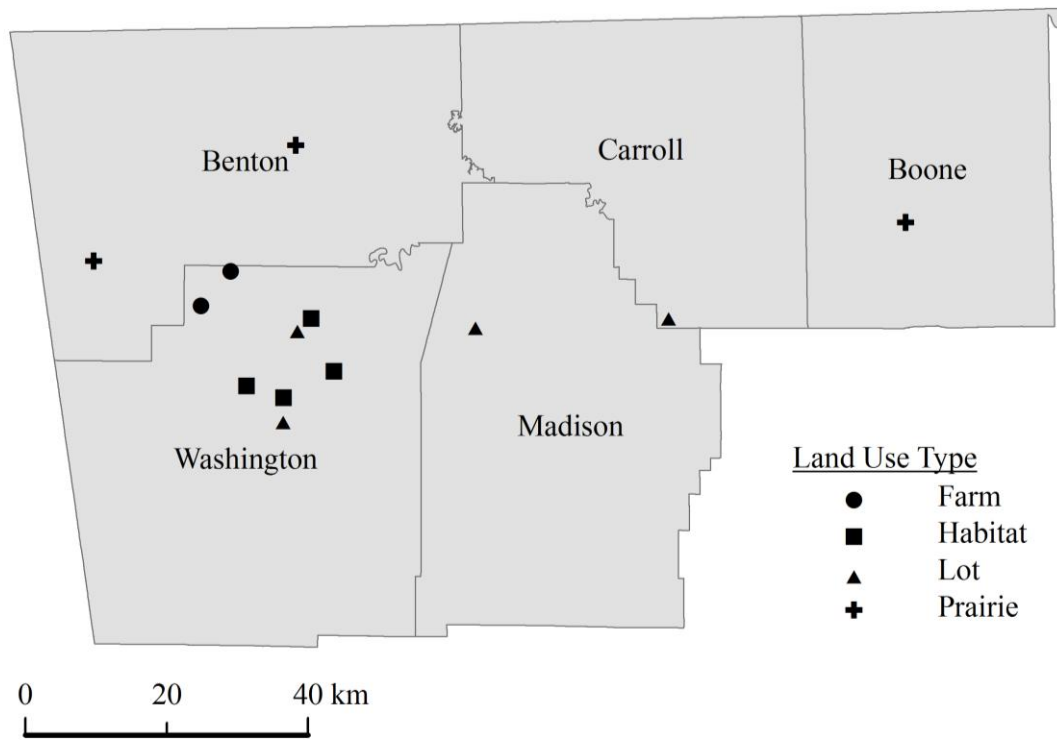 Benton
Carroll
Boone
Washington
Madison
Land Use Type
Farm
Habitat
Lot
Prairie
0 20 40 km